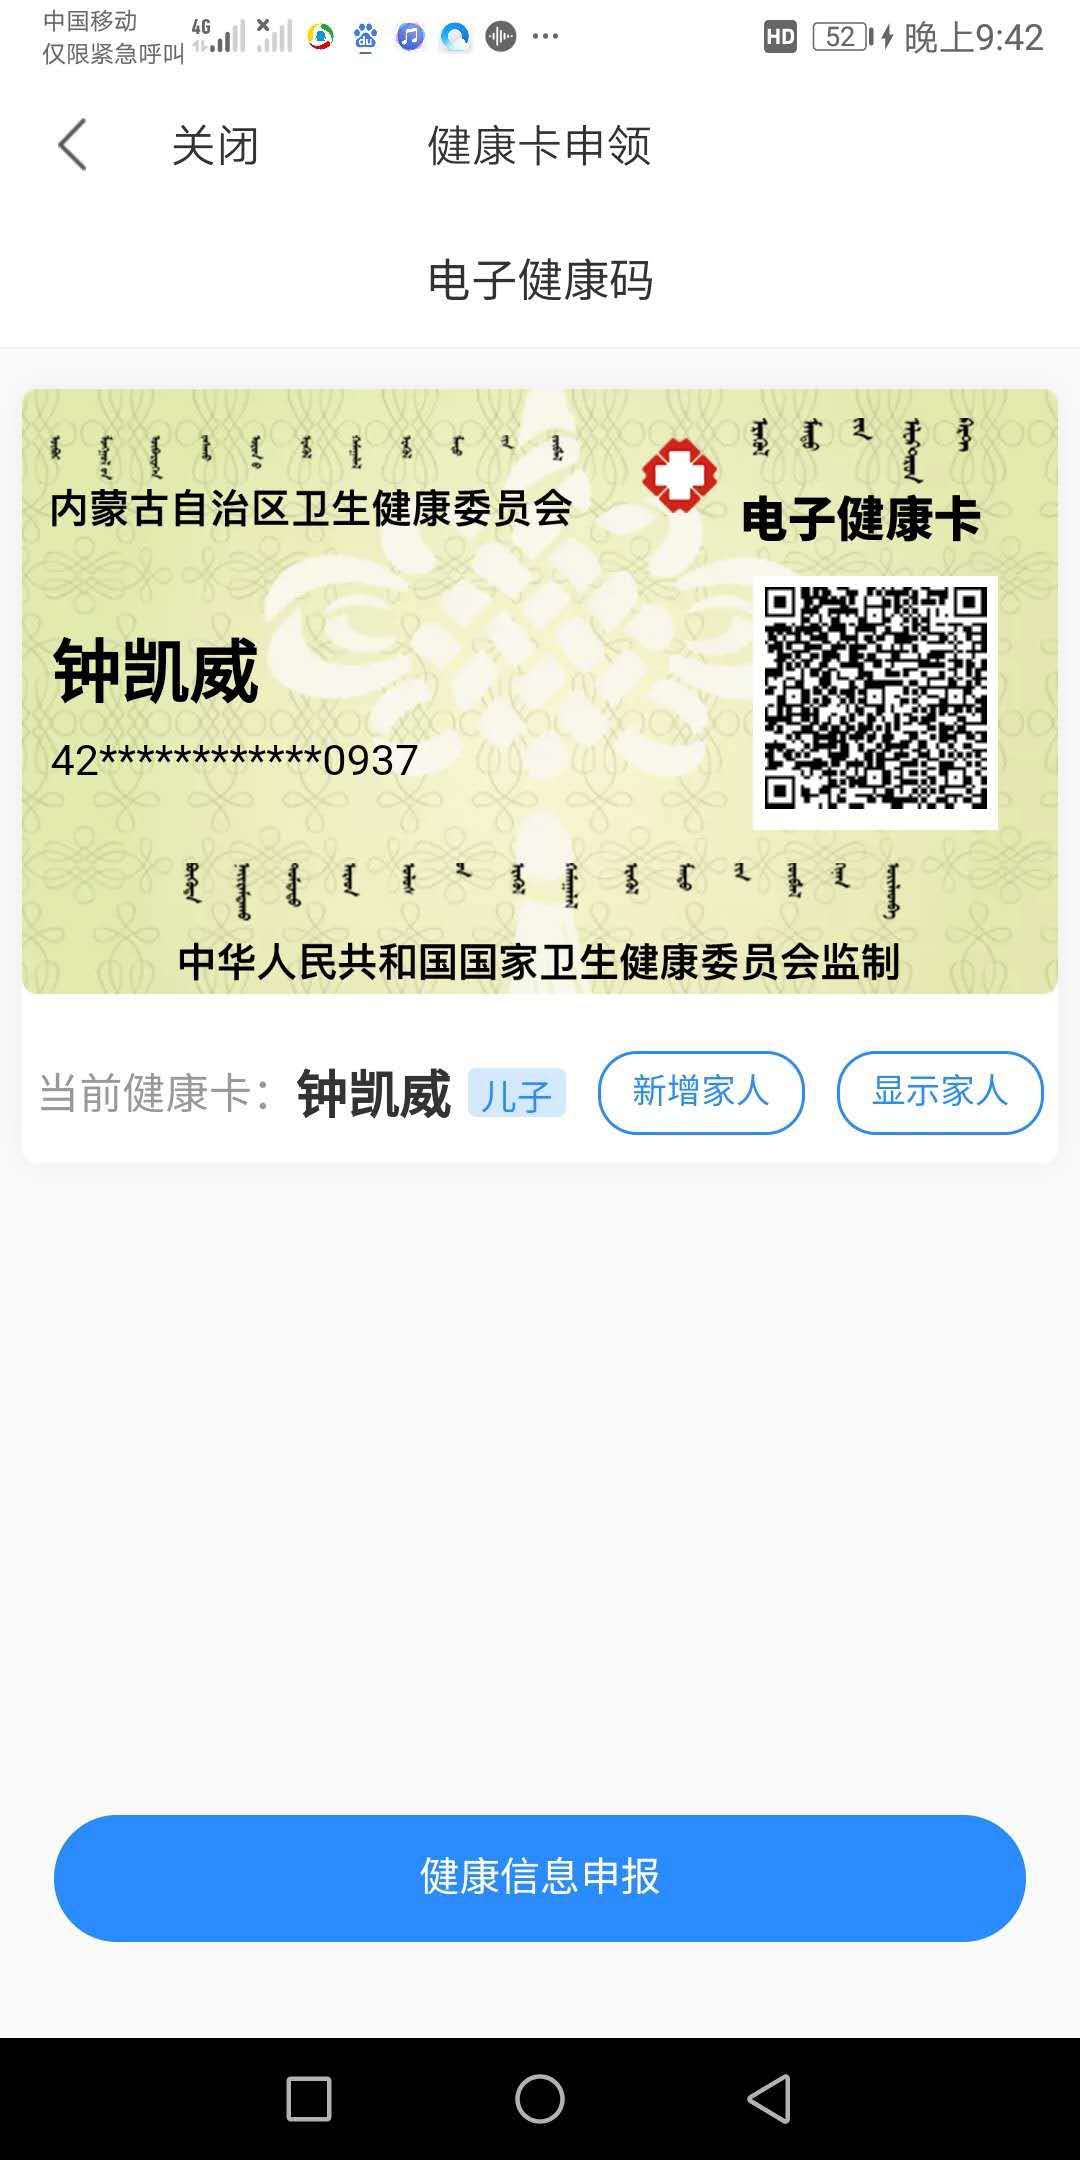 中国移动
仅限紧急呼叫
4G
HD
52
晚上9:42
关闭
健康卡申领
电子健康码
内蒙古自治区卫生健康委员会
电子健康卡
钟凯威
42************0937
中华人民共和国国家卫生健康委员会监制
当前健康卡：钟凯威 儿子 新增家人 显示家人
健康信息申报